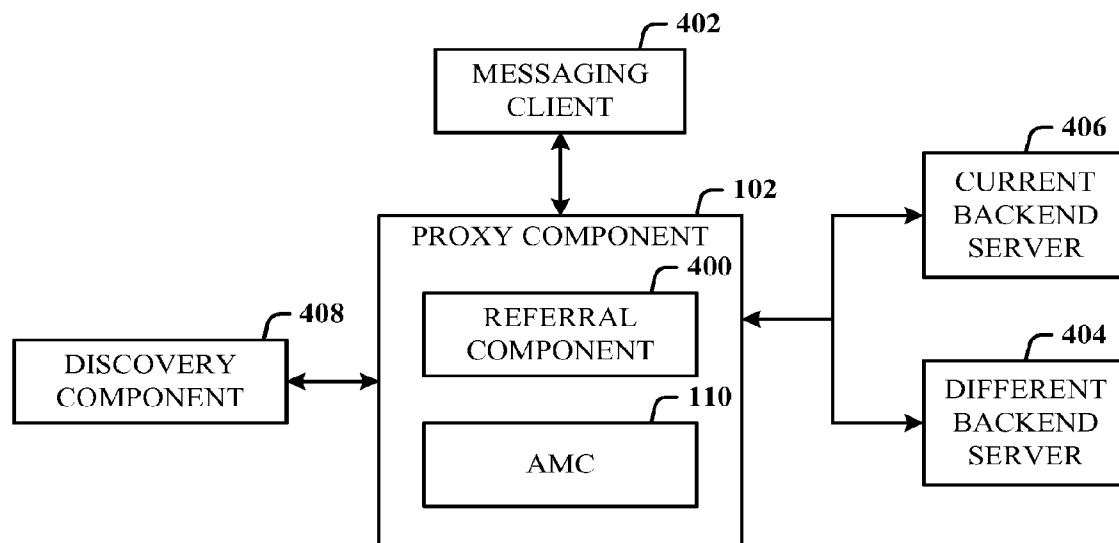 402
MESSAGING
CLIENT
406
CURRENT
BACKEND
SERVER
102
PROXY COMPONENT
400
REFERRAL
COMPONENT
408
DISCOVERY
COMPONENT
404
DIFFERENT
BACKEND
SERVER
110
AMC